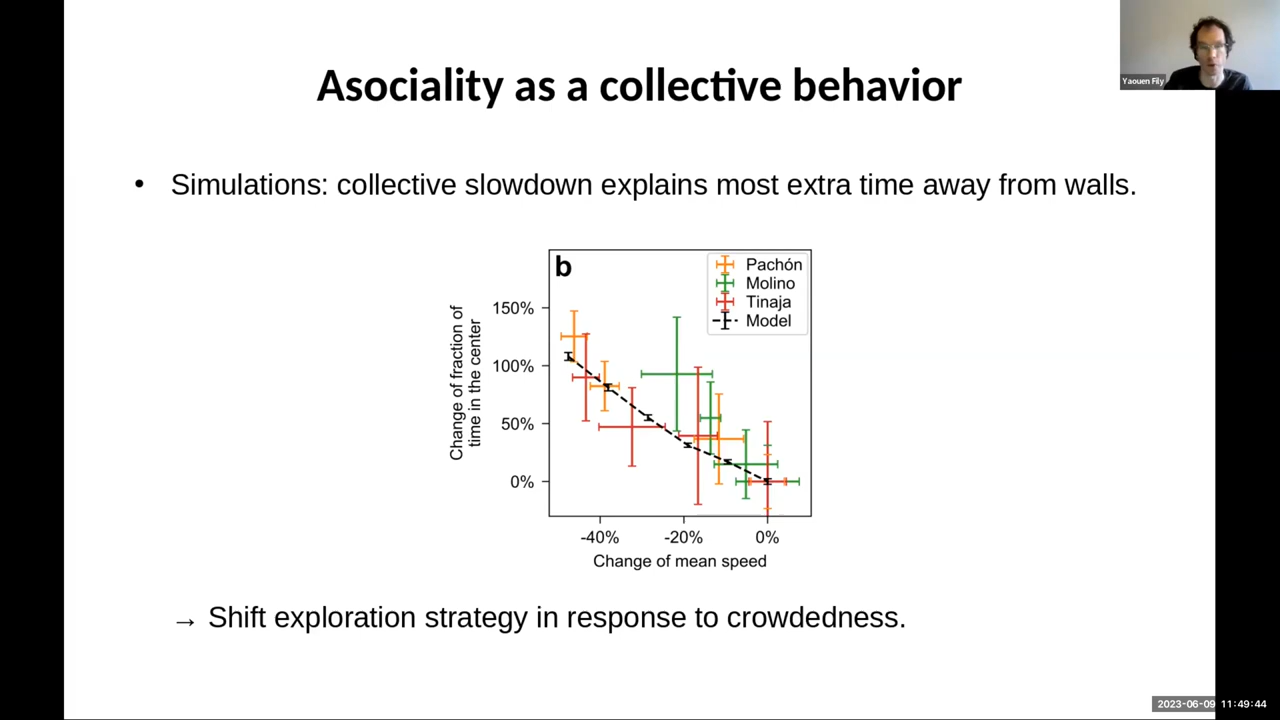 Yaouen Fily
Asociality as a collective behavior
• Simulations: collective slowdown explains most extra time away from walls.
b
Pachón
Molino
Tinaja
Model
Change of fraction of
time in the center
150%
100%
50%
0%
-40% -20% 0%
Change of mean speed
→ Shift exploration strategy in response to crowdedness.
2023-06-09 11:49:44